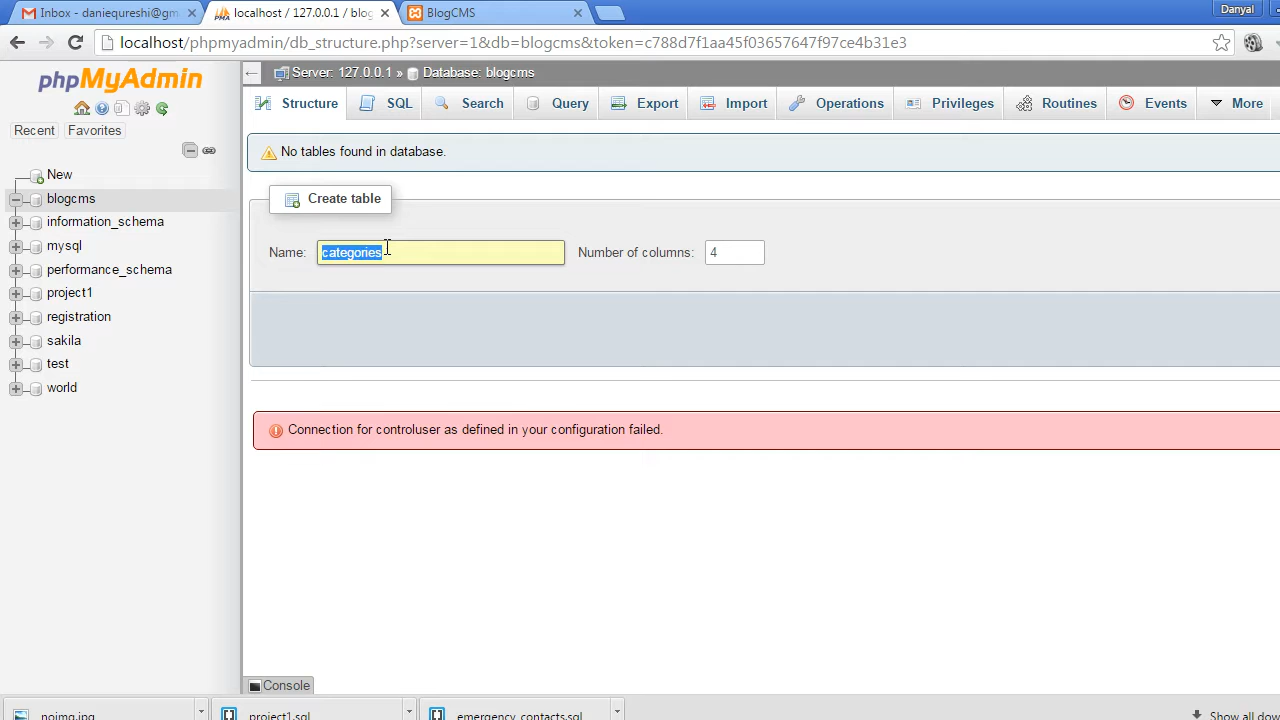 Inbox - daniequreshi@gm
localhost / 127.0.0.1 / blog
BlogCMS
Danyal
localhost/phpmyadmin/db_structure.php?server=1&db=blogcms&token=c788d7f1aa45f03657647f97ce4b31e3
phpMyAdmin
Recent
Favorites
New
blogcms
information_schema
mysql
performance_schema
project1
registration
sakila
test
world
Server: 127.0.0.1 » Database: blogcms
Structure
SQL
Search
Query
Export
Import
Operations
Privileges
Routines
Events
More
No tables found in database.
Create table
Name: categories
Number of columns: 4
Connection for controluser as defined in your configuration failed.
Console
noimg.jpg
project1.sql
emergency_contacts.sql
Show all dow